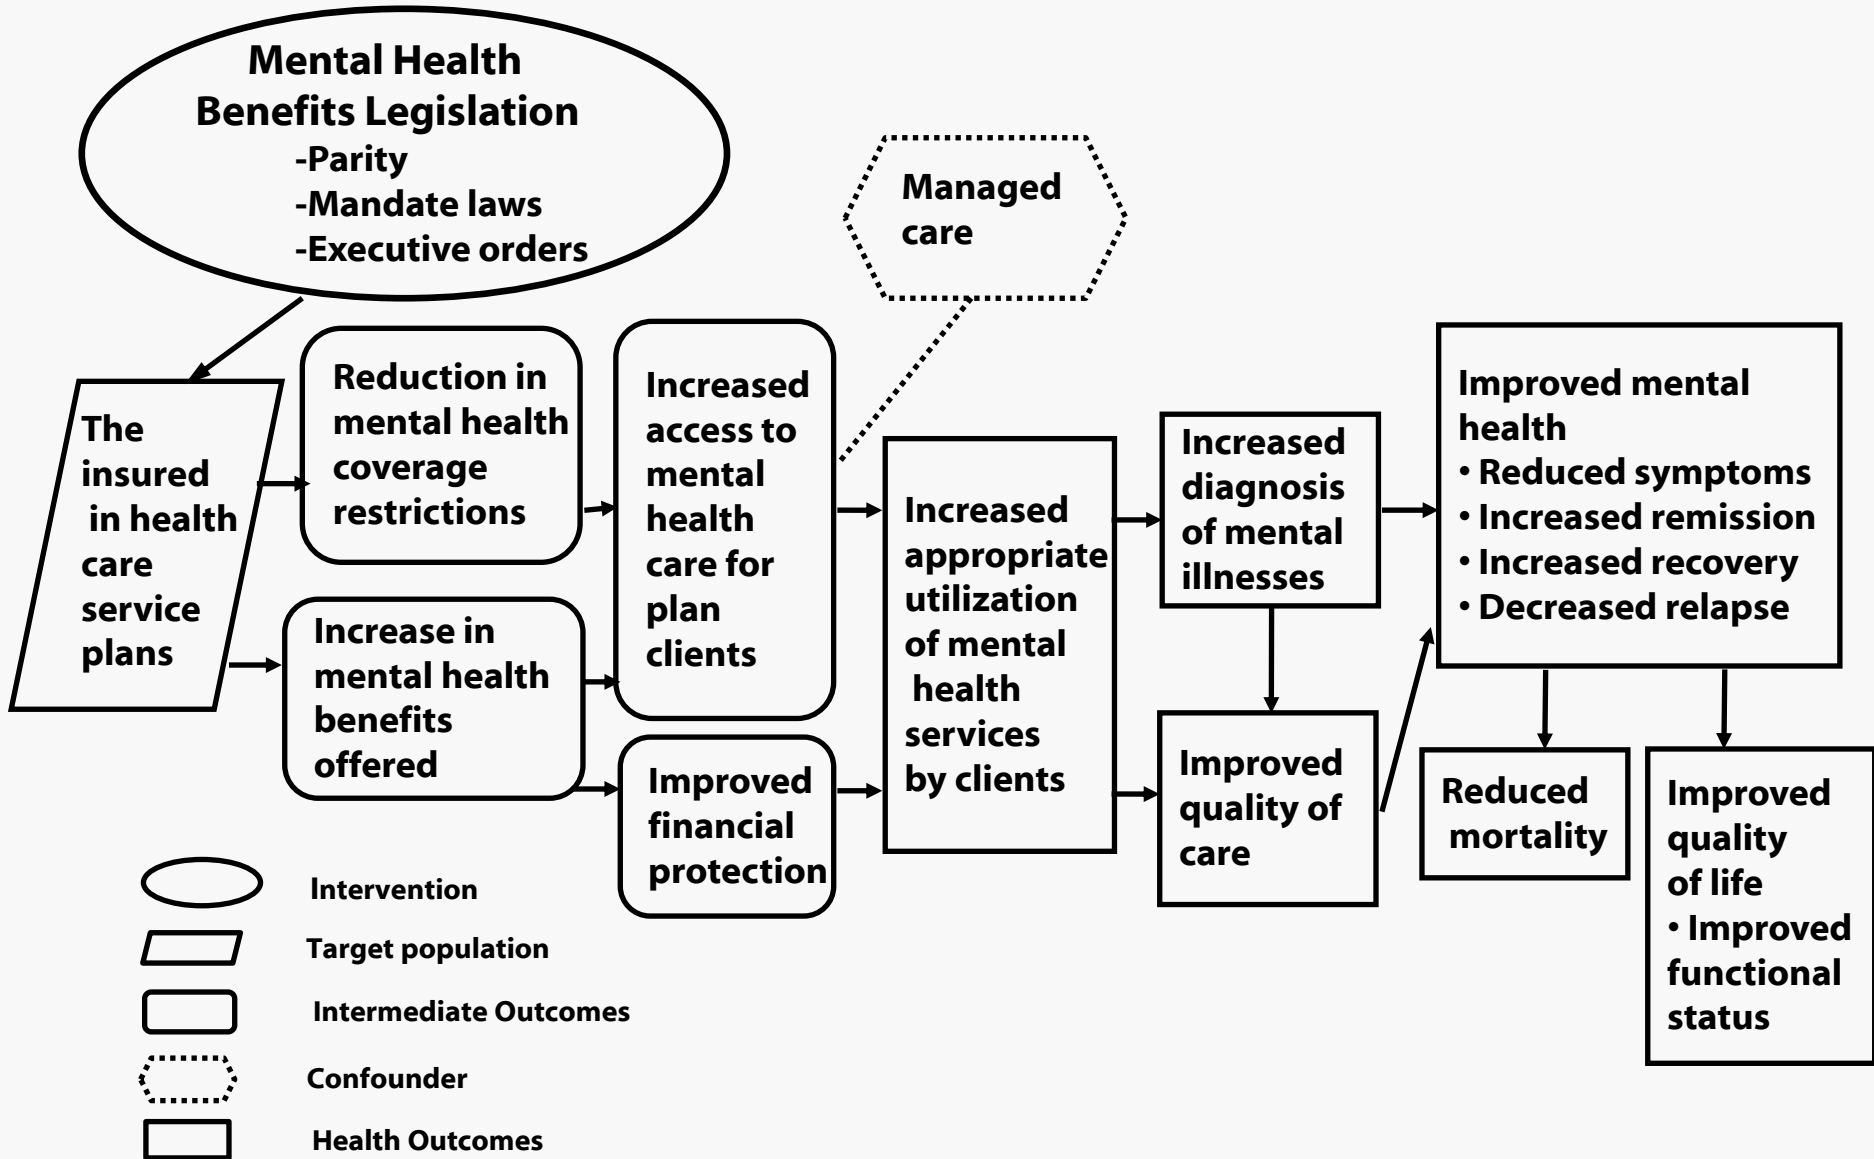 Mental Health
Benefits Legislation
-Parity
-Mandate laws
-Executive orders
Managed
care
The
insured
in health
care
service
plans
Reduction in
mental health
coverage
restrictions
Increase in
mental health
benefits
offered
Increased
access to
mental
health
care for
plan
clients
Improved
financial
protection
Increased
appropriate
utilization
of mental
health
services
by clients
Increased
diagnosis
of mental
illnesses
Improved
quality of
care
Improved mental
health
• Reduced symptoms
• Increased remission
• Increased recovery
• Decreased relapse
Reduced
mortality
Improved
quality
of life
• Improved
functional
status
Intervention
Target population
Intermediate Outcomes
Confounder
Health Outcomes